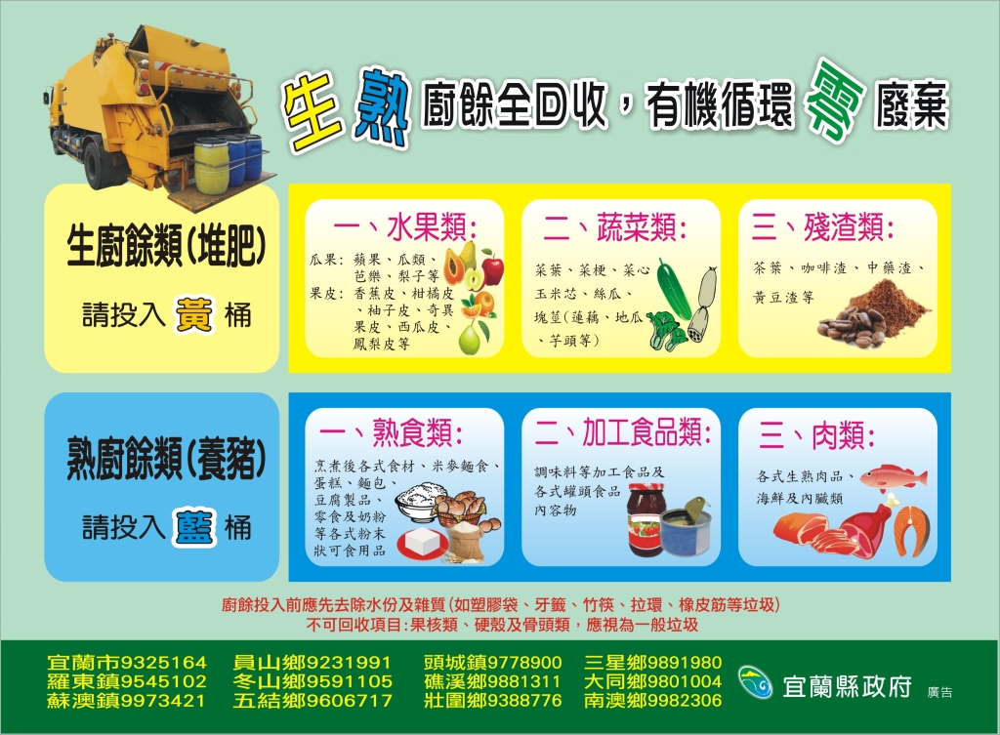 生熟廚餘全回收，有機循環零廢棄
生廚餘類(堆肥)
請投入黃桶
一、水果類:
瓜果: 蘋果、瓜類、
芭樂、梨子等
果皮: 香蕉皮、柑橘皮
、柚子皮、奇異
果皮、西瓜皮、
鳳梨皮等
二、蔬菜類:
菜葉、菜梗、菜心
玉米芯、絲瓜、
塊莖(蓮藕、地瓜
、芋頭等)
三、殘渣類:
茶葉、咖啡渣、中藥渣、
黃豆渣等
熟廚餘類(養豬)
請投入藍桶
一、熟食類:
烹煮後各式食材、米麥麵食、
蛋糕、麵包、
豆腐製品、
零食及奶粉
等各式粉末
狀可食用品
二、加工食品類:
調味料等加工食品及
各式罐頭食品
內容物
三、肉類:
各式生熟肉品、
海鮮及內臟類
廚餘投入前應先去除水份及雜質(如塑膠袋、牙籤、竹筷、拉環、橡皮筋等垃圾)
不可回收項目:果核類、硬殼及骨頭類，應視為一般垃圾
宜蘭市9325164 員山鄉9231991 頭城鎮9778900 三星鄉9891980
羅東鎮9545102 冬山鄉9591105 礁溪鄉9881311 大同鄉9801004
蘇澳鎮9973421 五結鄉9606717 壯圍鄉9388776 南澳鄉9982306
宜蘭縣政府 廣告